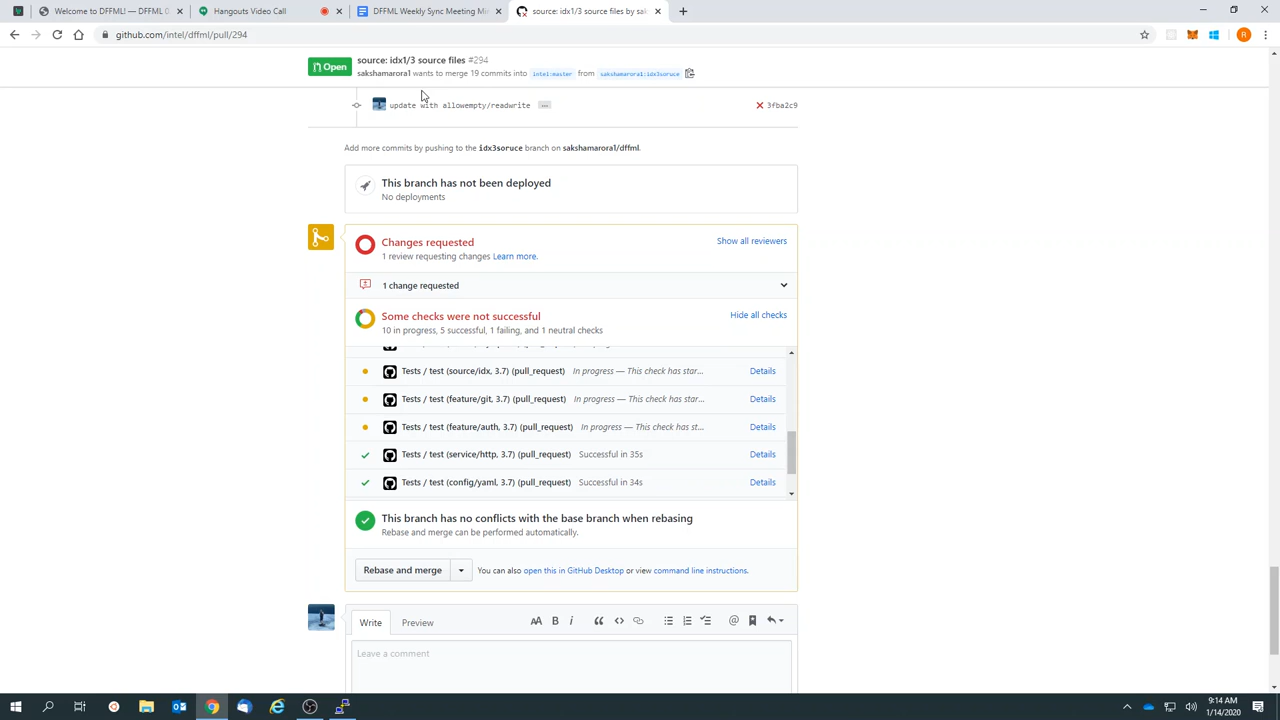 Welcome to DFFML! — DFFML 0
Hangouts Video Call
DFFML Weekly Sync Meeting Min
source: idx1/3 source files by sak
github.com/intel/dffml/pull/294
R
Open
source: idx1/3 source files #294
sakshamarora1 wants to merge 19 commits into intel:master from sakshamarora1:idx3soruce
update with allowempty/readwrite ...
3fba2c9
Add more commits by pushing to the idx3soruce branch on sakshamarora1/dffml.
This branch has not been deployed
No deployments
Changes requested
Show all reviewers
1 review requesting changes Learn more.
1 change requested
Some checks were not successful
Hide all checks
10 in progress, 5 successful, 1 failing, and 1 neutral checks
Tests / test (source/idx, 3.7) (pull_request) In progress — This check has star... Details
Tests / test (feature/git, 3.7) (pull_request) In progress — This check has star... Details
Tests / test (feature/auth, 3.7) (pull_request) In progress — This check has st... Details
Tests / test (service/http, 3.7) (pull_request) Successful in 35s Details
Tests / test (config/yaml, 3.7) (pull_request) Successful in 34s Details
This branch has no conflicts with the base branch when rebasing
Rebase and merge can be performed automatically.
Rebase and merge
You can also open this in GitHub Desktop or view command line instructions.
Write
Preview
AA B i
Leave a comment
9:14 AM
1/14/2020